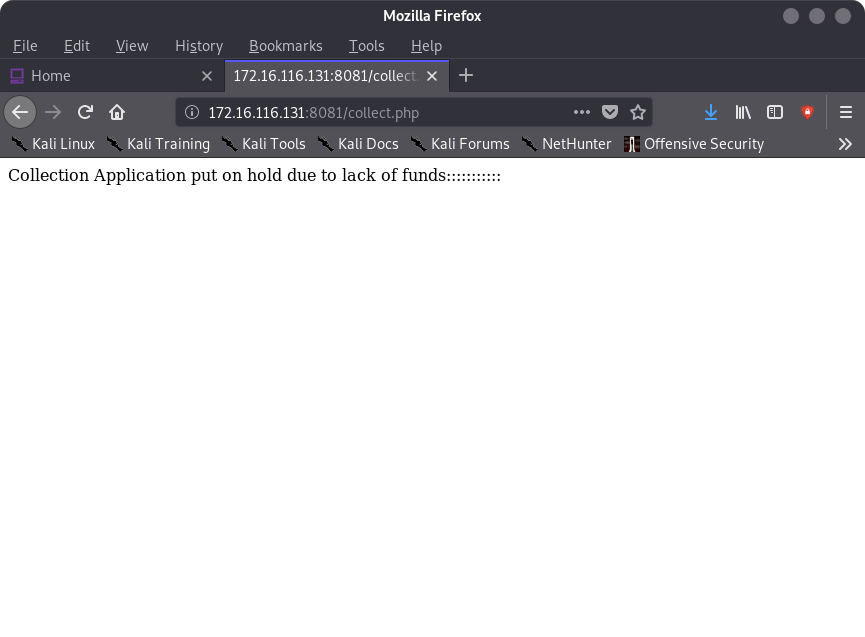 Mozilla Firefox
File Edit View History Bookmarks Tools Help
Home 172.16.116.131:8081/collect.
172.16.116.131:8081/collect.php
Kali Linux Kali Training Kali Tools Kali Docs Kali Forums NetHunter Offensive Security
Collection Application put on hold due to lack of funds:::::::::::